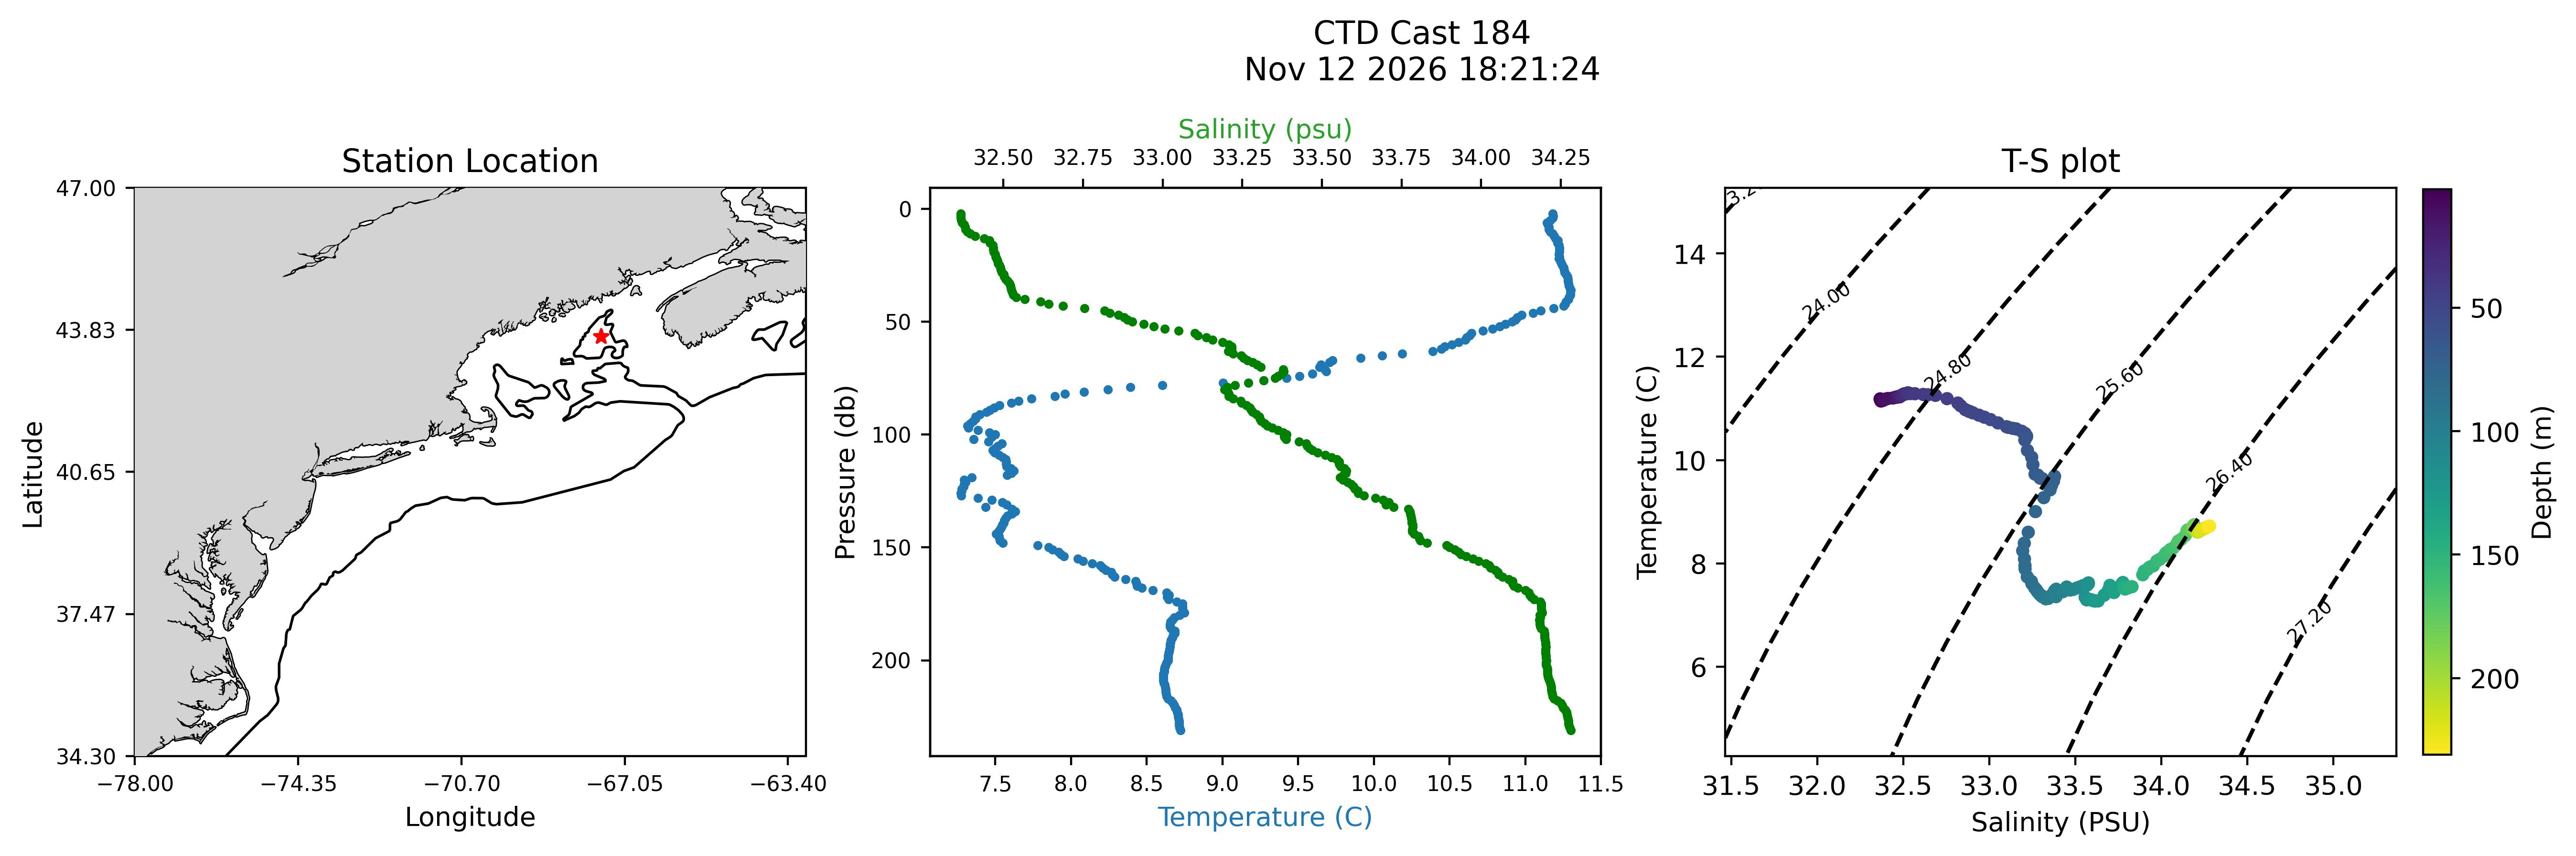 CTD Cast 184
Nov 12 2026 18:21:24
Station Location
47.00
43.83
40.65
37.47
34.30
−78.00
−74.35
−70.70
−67.05
−63.40
Latitude
Longitude
Salinity (psu)
32.50 32.75 33.00 33.25 33.50 33.75 34.00 34.25
0
50
100
150
200
Pressure (db)
7.5 8.0 8.5 9.0 9.5 10.0 10.5 11.0 11.5
Temperature (C)
T-S plot
14
12
10
8
6
Temperature (C)
24.00
24.80
25.60
26.40
27.20
31.5 32.0 32.5 33.0 33.5 34.0 34.5 35.0
Salinity (PSU)
50
100
150
200
Depth (m)